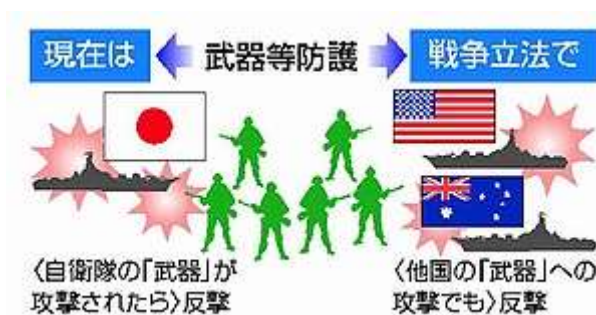 現在は
武器等防護
戦争立法で
〈自衛隊の「武器」が
攻撃されたら〉反撃
〈他国の「武器」への
攻撃でも〉反撃